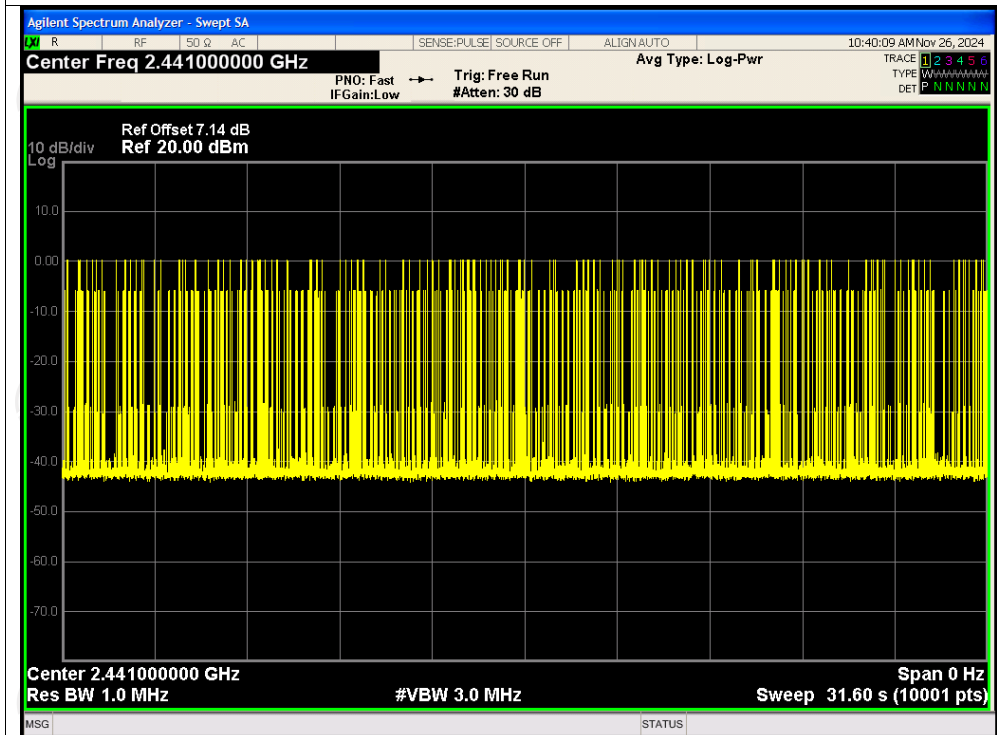 Agilent Spectrum Analyzer - Swept SA
LXI R RF 50 Ω AC SENSE:PULSE SOURCE OFF ALIGN AUTO 10:40:09 AM Nov 26, 2024
Center Freq 2.441000000 GHz Avg Type: Log-Pwr TRACE 1 2 3 4 5 6
PNO: Fast Trig: Free Run TYPE W
IFGain:Low #Atten: 30 dB DET P N N N N N
Ref Offset 7.14 dB
10 dB/div Ref 20.00 dBm
Log
10.0
0.00
-10.0
-20.0
-30.0
-40.0
-50.0
-60.0
-70.0
Center 2.441000000 GHz Span 0 Hz
Res BW 1.0 MHz #VBW 3.0 MHz Sweep 31.60 s (10001 pts)
MSG STATUS